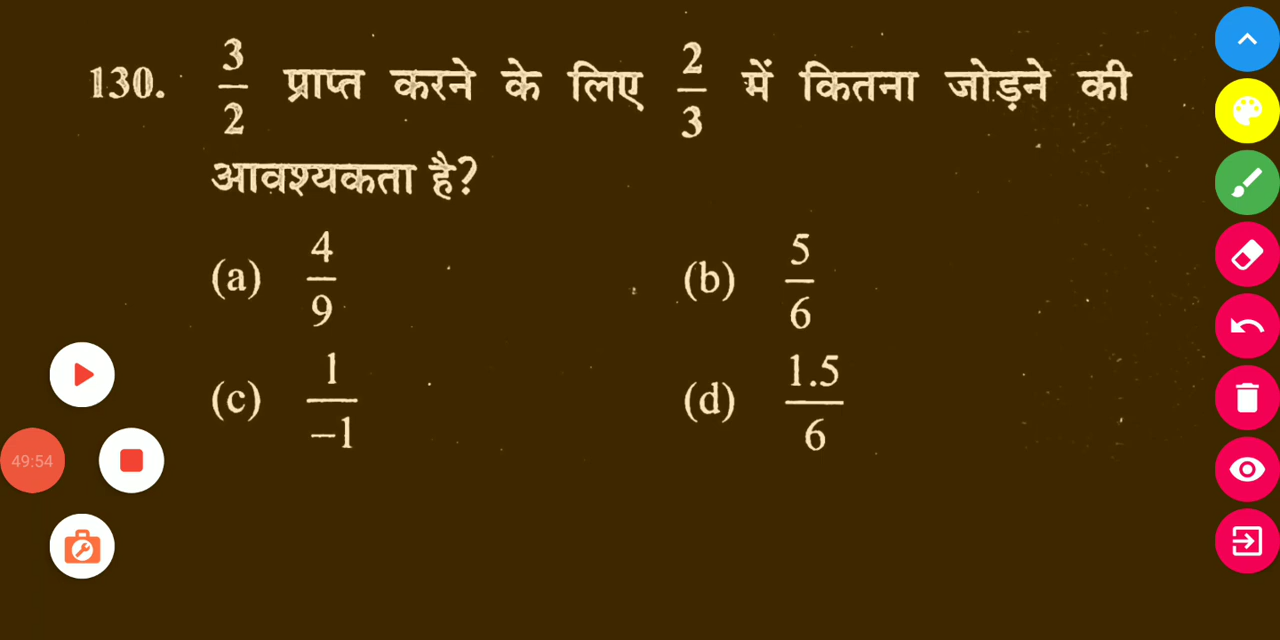 130. 3/2 प्राप्त करने के लिए 2/3 में कितना जोड़ने की
आवश्यकता है?
(a) 4/9 (b) 5/6
(c) 1/-1 (d) 1.5/6
49:54